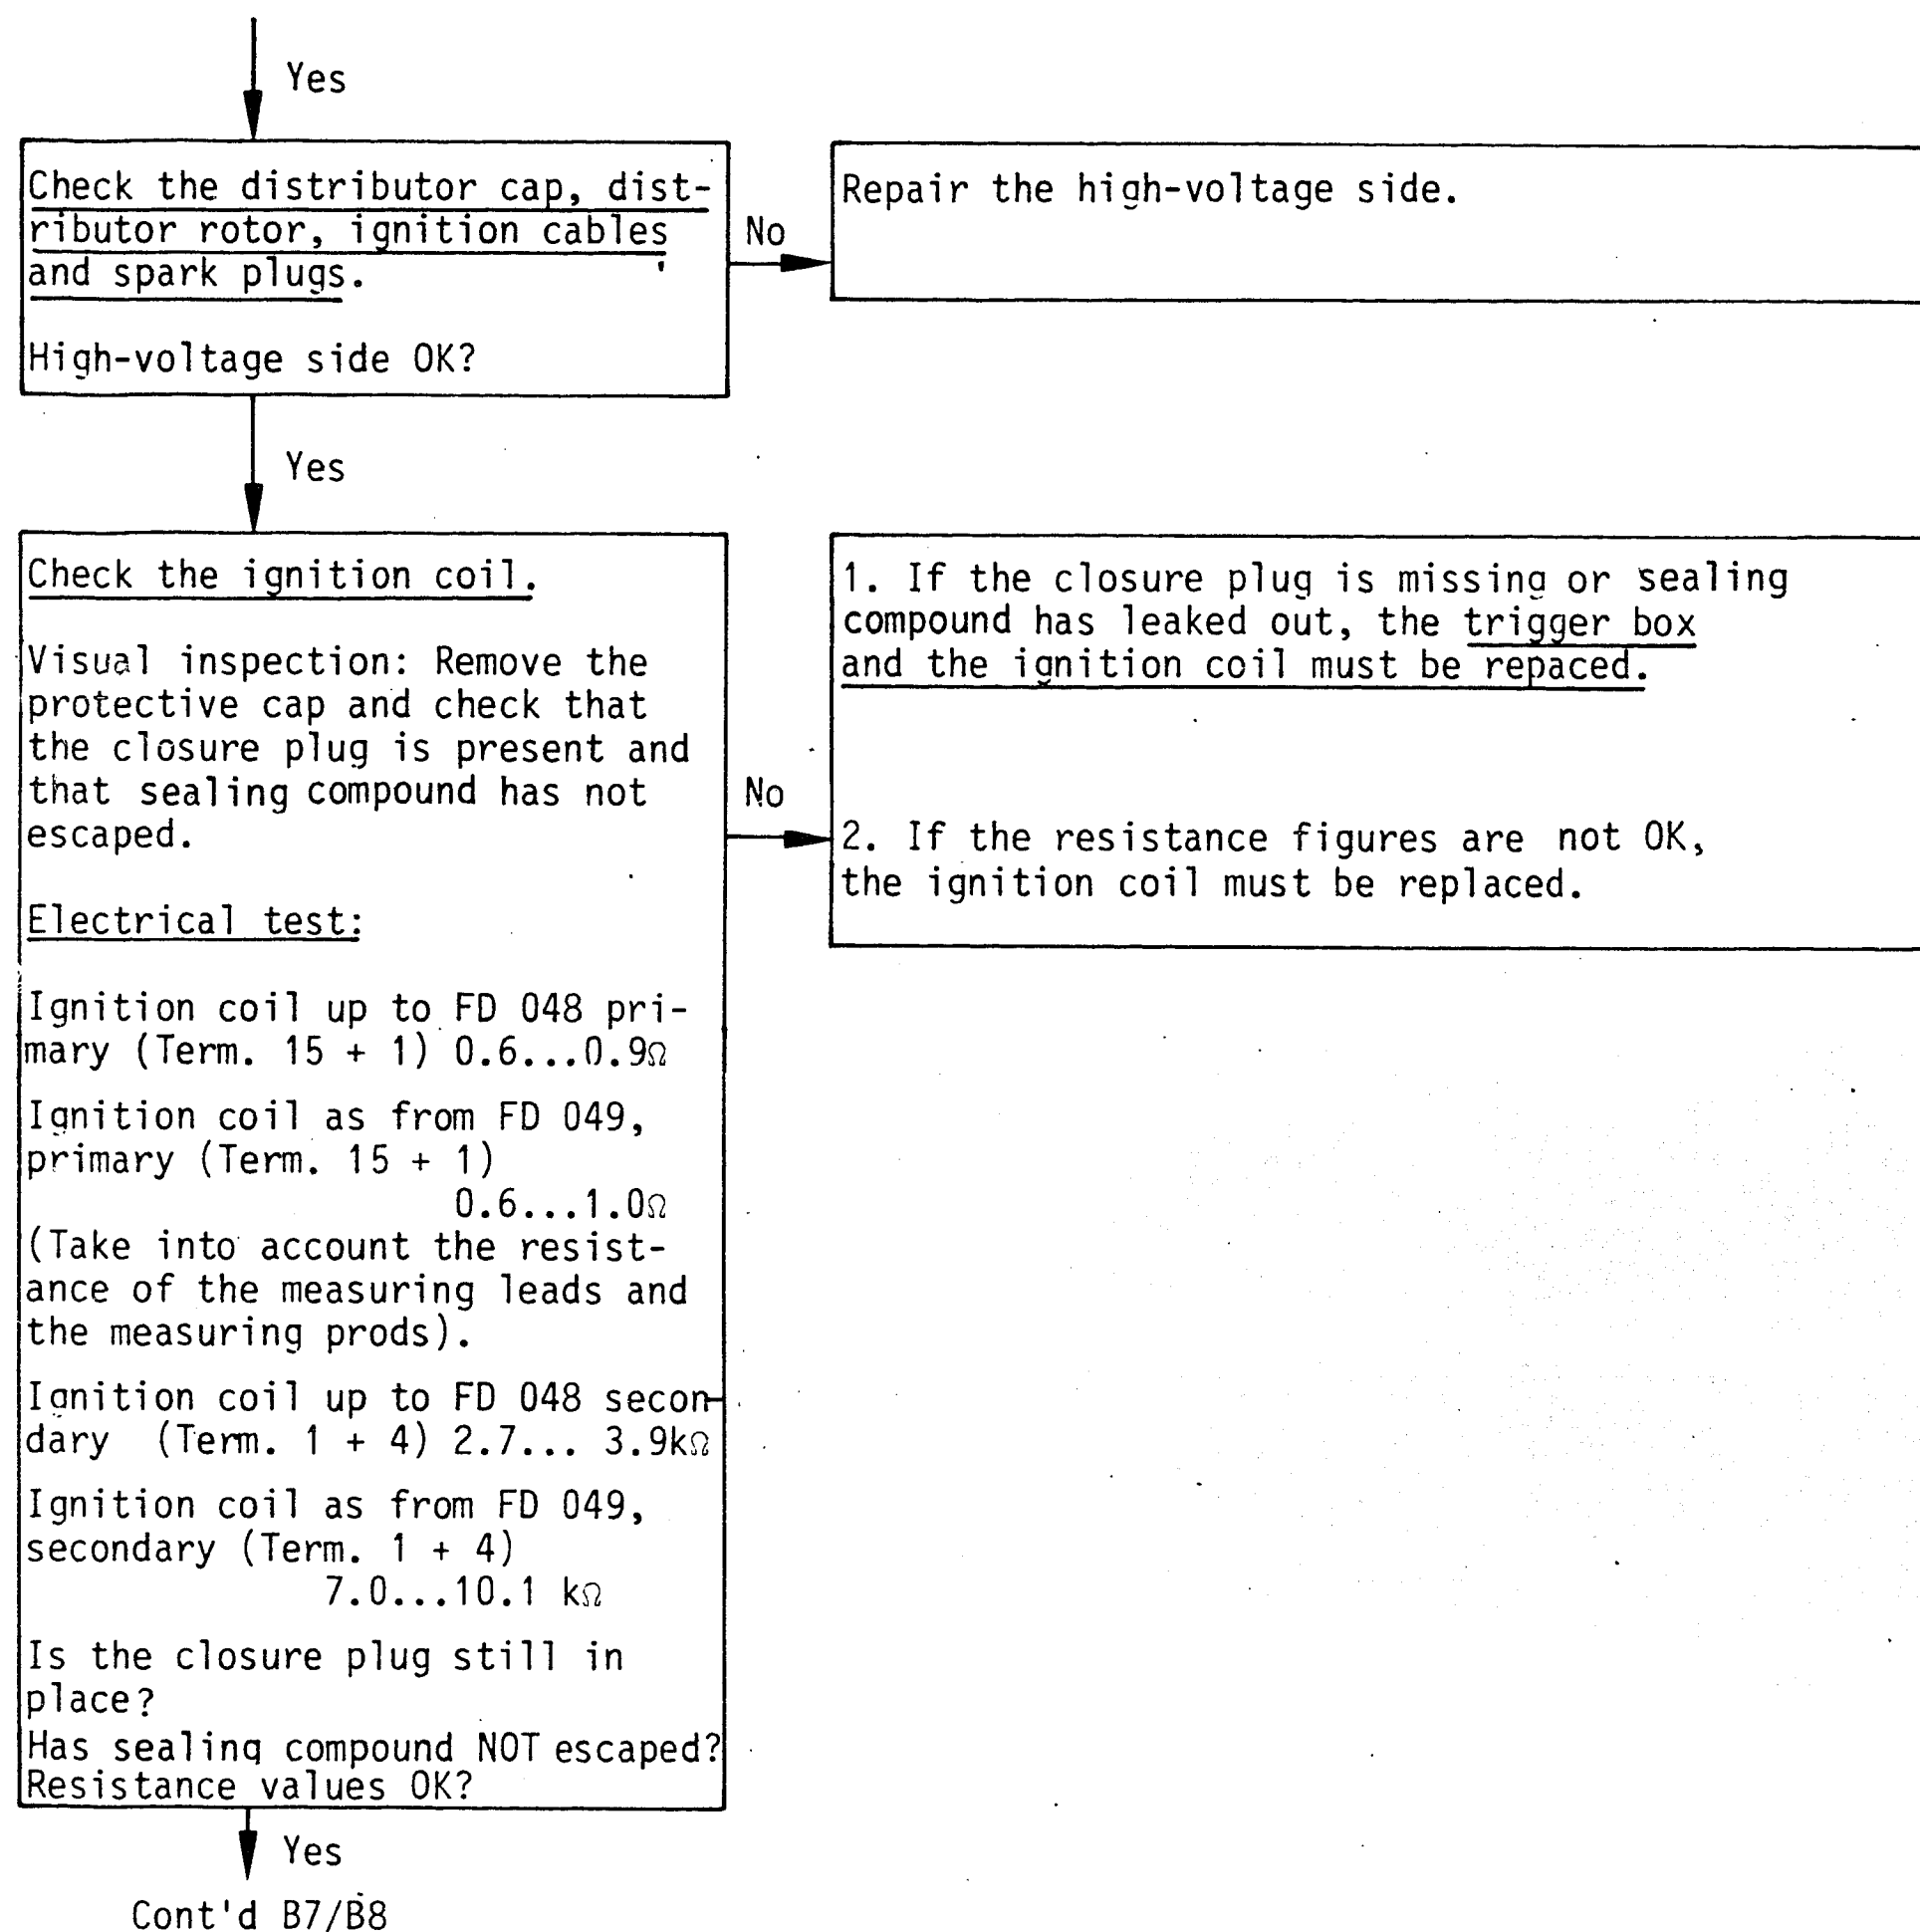 Yes
Check the distributor cap, dist-
ributor rotor, ignition cables
and spark plugs.
High-voltage side OK?
No
Repair the high-voltage side.
Yes
Check the ignition coil.
Visual inspection: Remove the
protective cap and check that
the closure plug is present and
that sealing compound has not
escaped.
Electrical test:
Ignition coil up to FD 048 pri-
mary (Term. 15 + 1) 0.6...0.9Ω
Ignition coil as from FD 049,
primary (Term. 15 + 1)
0.6...1.0Ω
(Take into account the resist-
ance of the measuring leads and
the measuring prods).
Ignition coil up to FD 048 secon-
dary (Term. 1 + 4) 2.7... 3.9kΩ
Ignition coil as from FD 049,
secondary (Term. 1 + 4)
7.0...10.1 kΩ
Is the closure plug still in
place?
Has sealing compound NOT escaped?
Resistance values OK?
No
1. If the closure plug is missing or sealing
compound has leaked out, the trigger box
and the ignition coil must be repaced.
2. If the resistance figures are not OK,
the ignition coil must be replaced.
Yes
Cont'd B7/B8